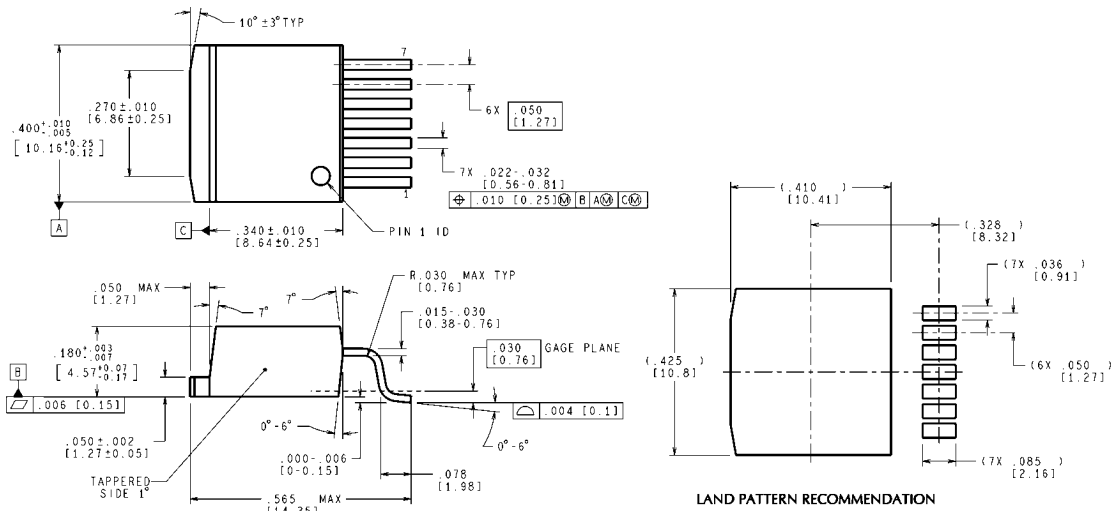 10° ±3° TYP
7
.270±.010
[6.86±0.25]
.400 +.010 -.005
[10.16 +0.25 -0.12]
6X .050
[1.27]
7X .022-.032
[0.56-0.81]
⌖ .010 [0.25]Ⓜ B AⓂ CⓂ
1
A
C
.340±.010
[8.64±0.25]
PIN 1 ID
.050 MAX
[1.27]
7°
7°
R.030 MAX TYP
[0.76]
.015-.030
[0.38-0.76]
.030
[0.76]
GAGE PLANE
.180 +.003 -.007
[4.57 +0.07 -0.17]
B
⏥ .006 [0.15]
⌓ .004 [0.1]
0°-6°
0°-6°
.050±.002
[1.27±0.05]
.000-.006
[0-0.15]
.078
[1.98]
TAPPERED
SIDE 1°
.565 MAX
(.410 )
[10.41]
(.328 )
[8.32]
(7X .036 )
[0.91]
(.425 )
[10.8]
(6X .050 )
[1.27]
(7X .085 )
[2.16]
LAND PATTERN RECOMMENDATION